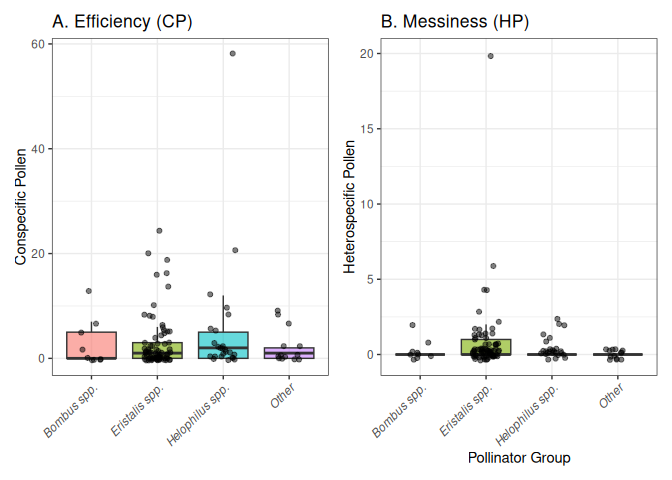 A. Efficiency (CP)
Conspecific Pollen
60
40
20
0
Bombus spp.
Eristalis spp.
Helophilus spp.
Other
B. Messiness (HP)
Heterospecific Pollen
20
15
10
5
0
Bombus spp.
Eristalis spp.
Helophilus spp.
Other
Pollinator Group